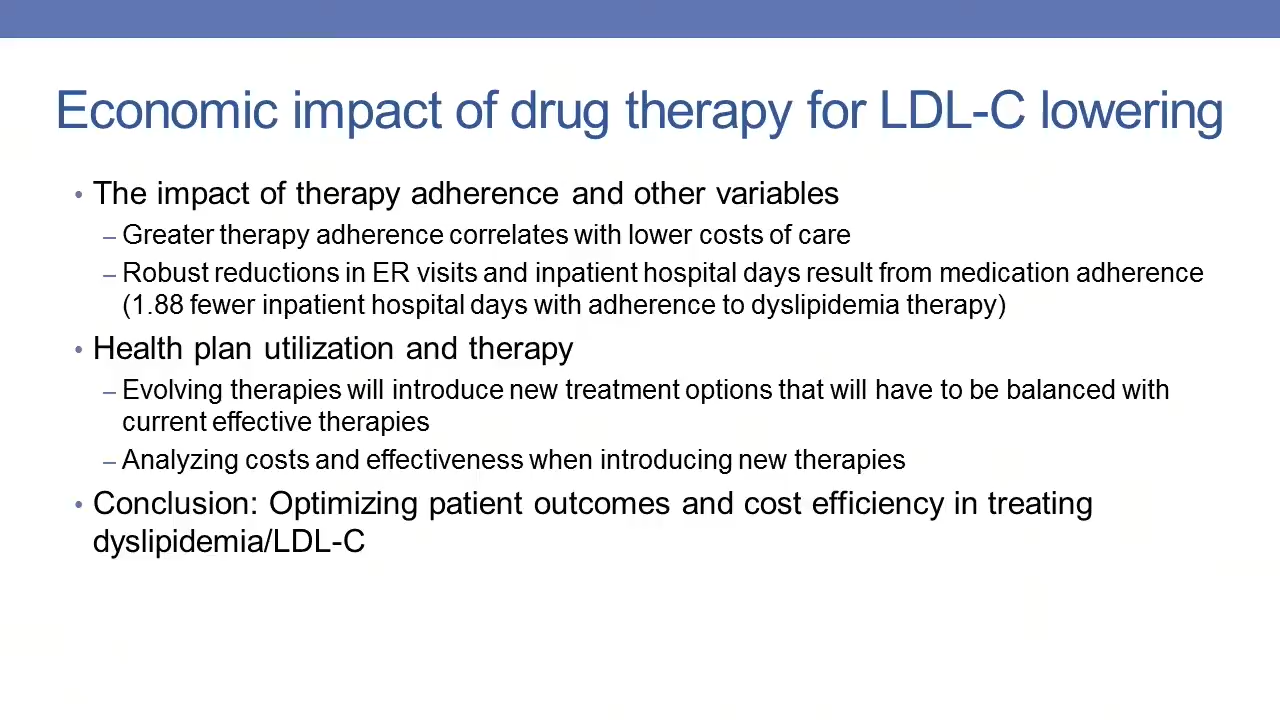 Economic impact of drug therapy for LDL-C lowering
• The impact of therapy adherence and other variables
– Greater therapy adherence correlates with lower costs of care
– Robust reductions in ER visits and inpatient hospital days result from medication adherence
(1.88 fewer inpatient hospital days with adherence to dyslipidemia therapy)
• Health plan utilization and therapy
– Evolving therapies will introduce new treatment options that will have to be balanced with
current effective therapies
– Analyzing costs and effectiveness when introducing new therapies
• Conclusion: Optimizing patient outcomes and cost efficiency in treating
dyslipidemia/LDL-C